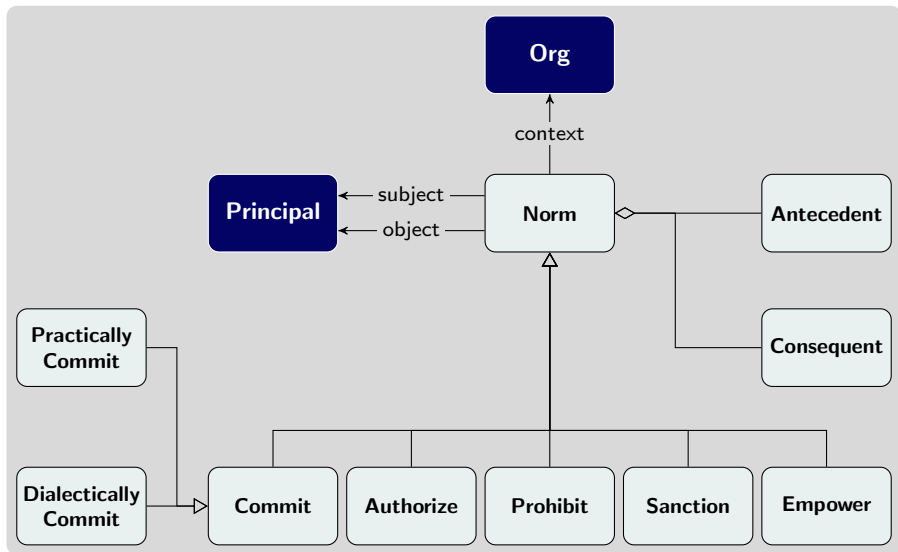 Org
context
Principal
subject
object
Norm
Antecedent
Practically
Commit
Consequent
Dialectically
Commit
Commit
Authorize
Prohibit
Sanction
Empower